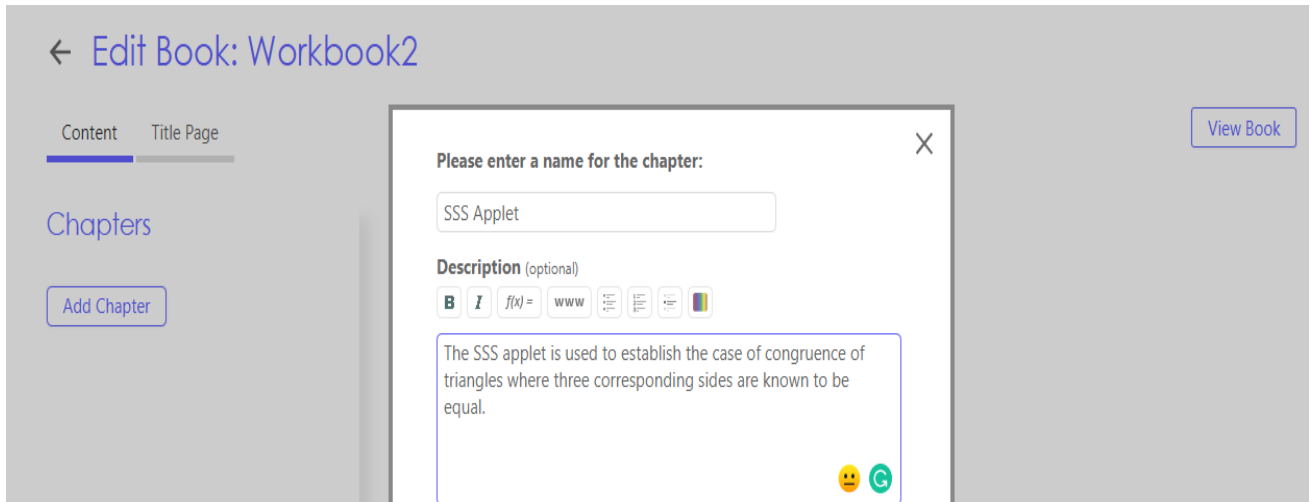 ← Edit Book: Workbook2
Content Title Page
View Book
Chapters
Add Chapter
Please enter a name for the chapter:
SSS Applet
Description (optional)
B I f(x) = www
The SSS applet is used to establish the case of congruence of
triangles where three corresponding sides are known to be
equal.